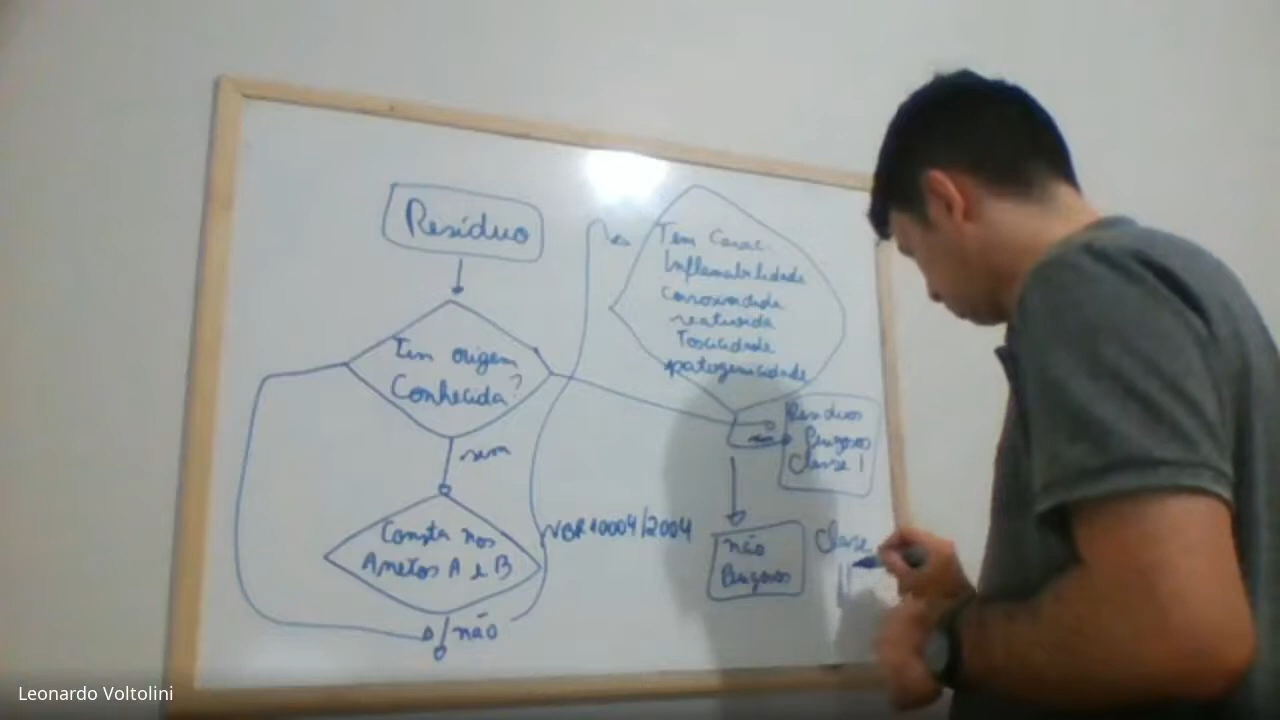 Resíduo
Tem origem
Conhecida?
sim
Consta nos
Anexos A e B
não
NBR 10004/2004
Tem Carac.
Inflamabilidade
Corrosividade
reatividade
Toxicidade
patogenicidade
Resíduos
Perigosos
Classe I
não
Perigosos
Classe
II
Leonardo Voltolini